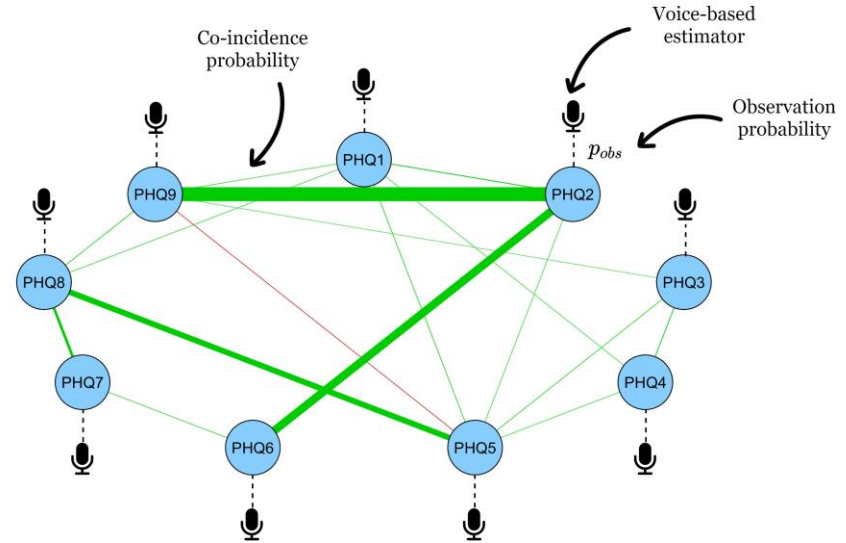 Voice-based
estimator
Co-incidence
probability
Observation
probability
p_obs
PHQ1
PHQ9
PHQ2
PHQ8
PHQ3
PHQ7
PHQ4
PHQ6
PHQ5